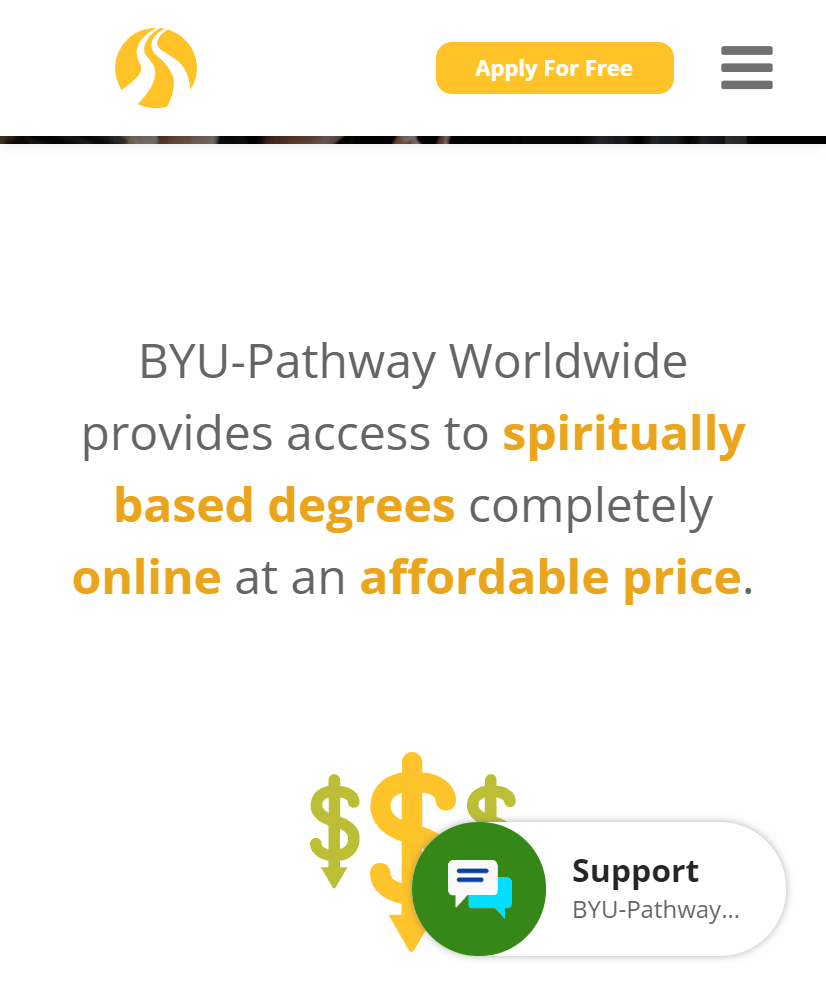 Apply For Free
BYU-Pathway Worldwide
provides access to spiritually
based degrees completely
online at an affordable price.
Support
BYU-Pathway...